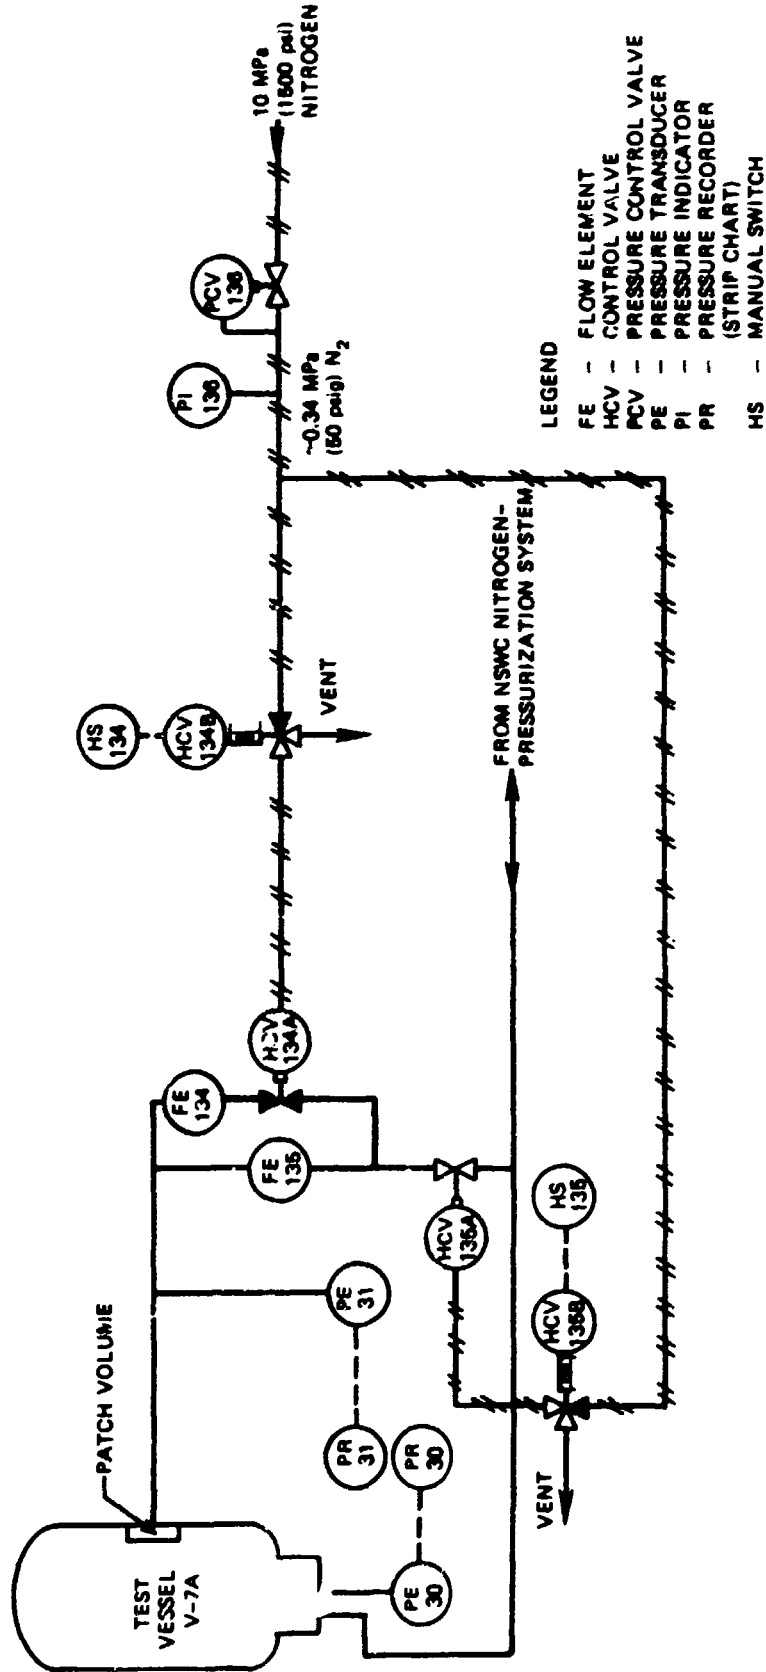 10 MPa
(1500 psi)
NITROGEN
PCV
136
PI
136
~0.34 MPa
(50 psig) N2
HS
134
HCV
134B
VENT
HCV
134A
FE
134
FE
135
FROM NSWC NITROGEN-
PRESSURIZATION SYSTEM
HCV
135A
HS
135
HCV
135B
VENT
PE
31
PR
31
PR
30
PE
30
PATCH VOLUME
TEST
VESSEL
V-7A
LEGEND
FE – FLOW ELEMENT
HCV – CONTROL VALVE
PCV – PRESSURE CONTROL VALVE
PE – PRESSURE TRANSDUCER
PI – PRESSURE INDICATOR
PR – PRESSURE RECORDER
(STRIP CHART)
HS – MANUAL SWITCH